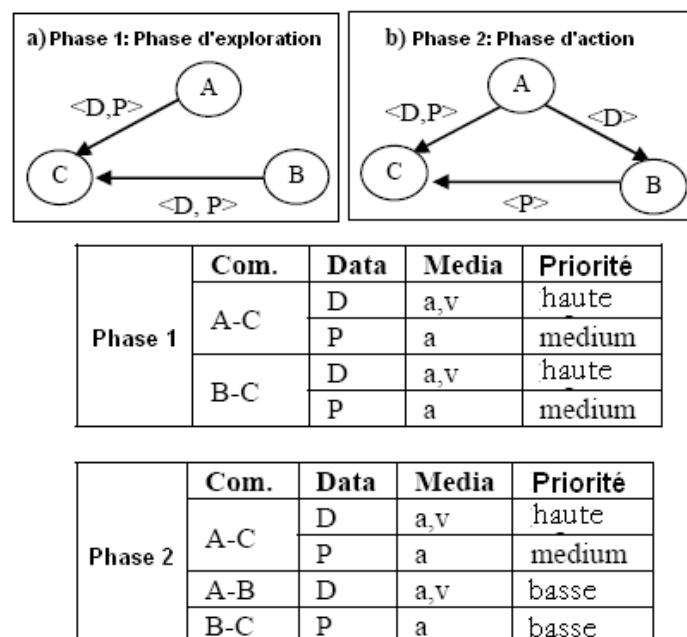 a) Phase 1: Phase d'exploration
A
<D,P>
C
B
<D, P>
b) Phase 2: Phase d'action
A
<D,P>
<D>
C
B
<P>
Com. Data Media Priorité
Phase 1
A-C D a,v haute
P a medium
B-C D a,v haute
P a medium
Com. Data Media Priorité
Phase 2
A-C D a,v haute
P a medium
A-B D a,v basse
B-C P a basse